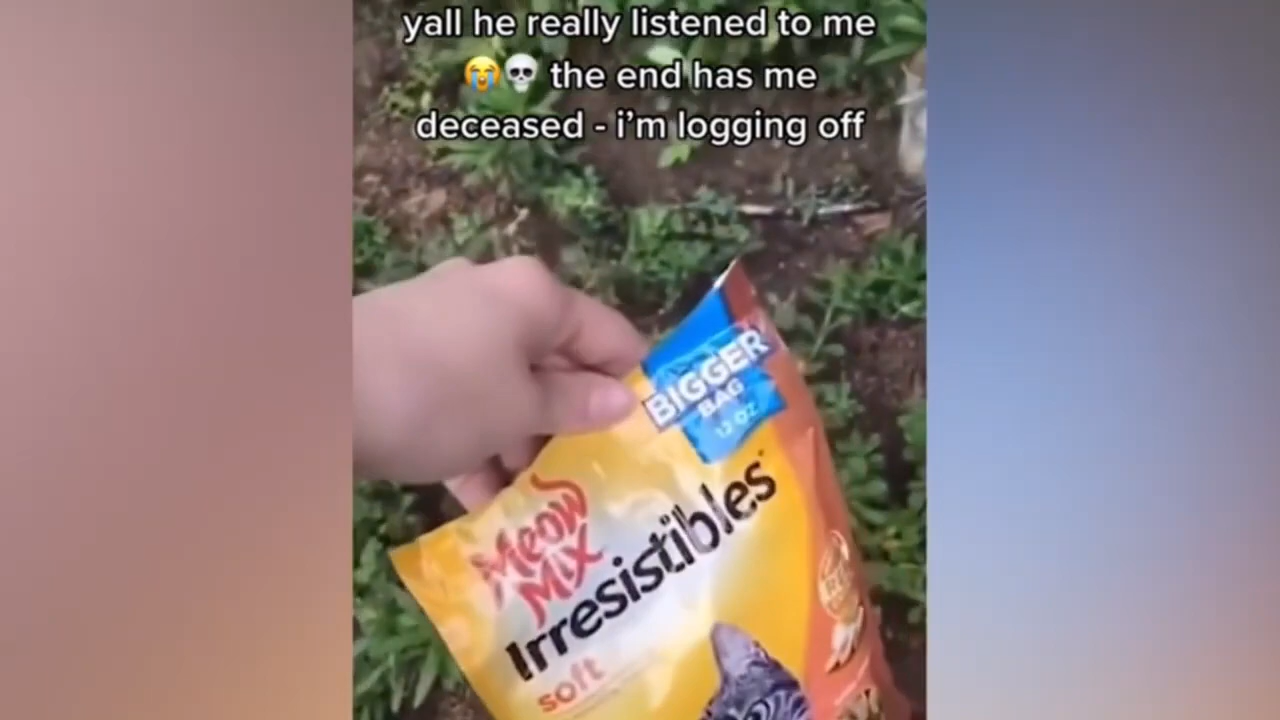 yall he really listened to me
😭💀 the end has me
deceased - i'm logging off
BIGGER
BAG
12 OZ
Meow
Mix
Irresistibles
soft